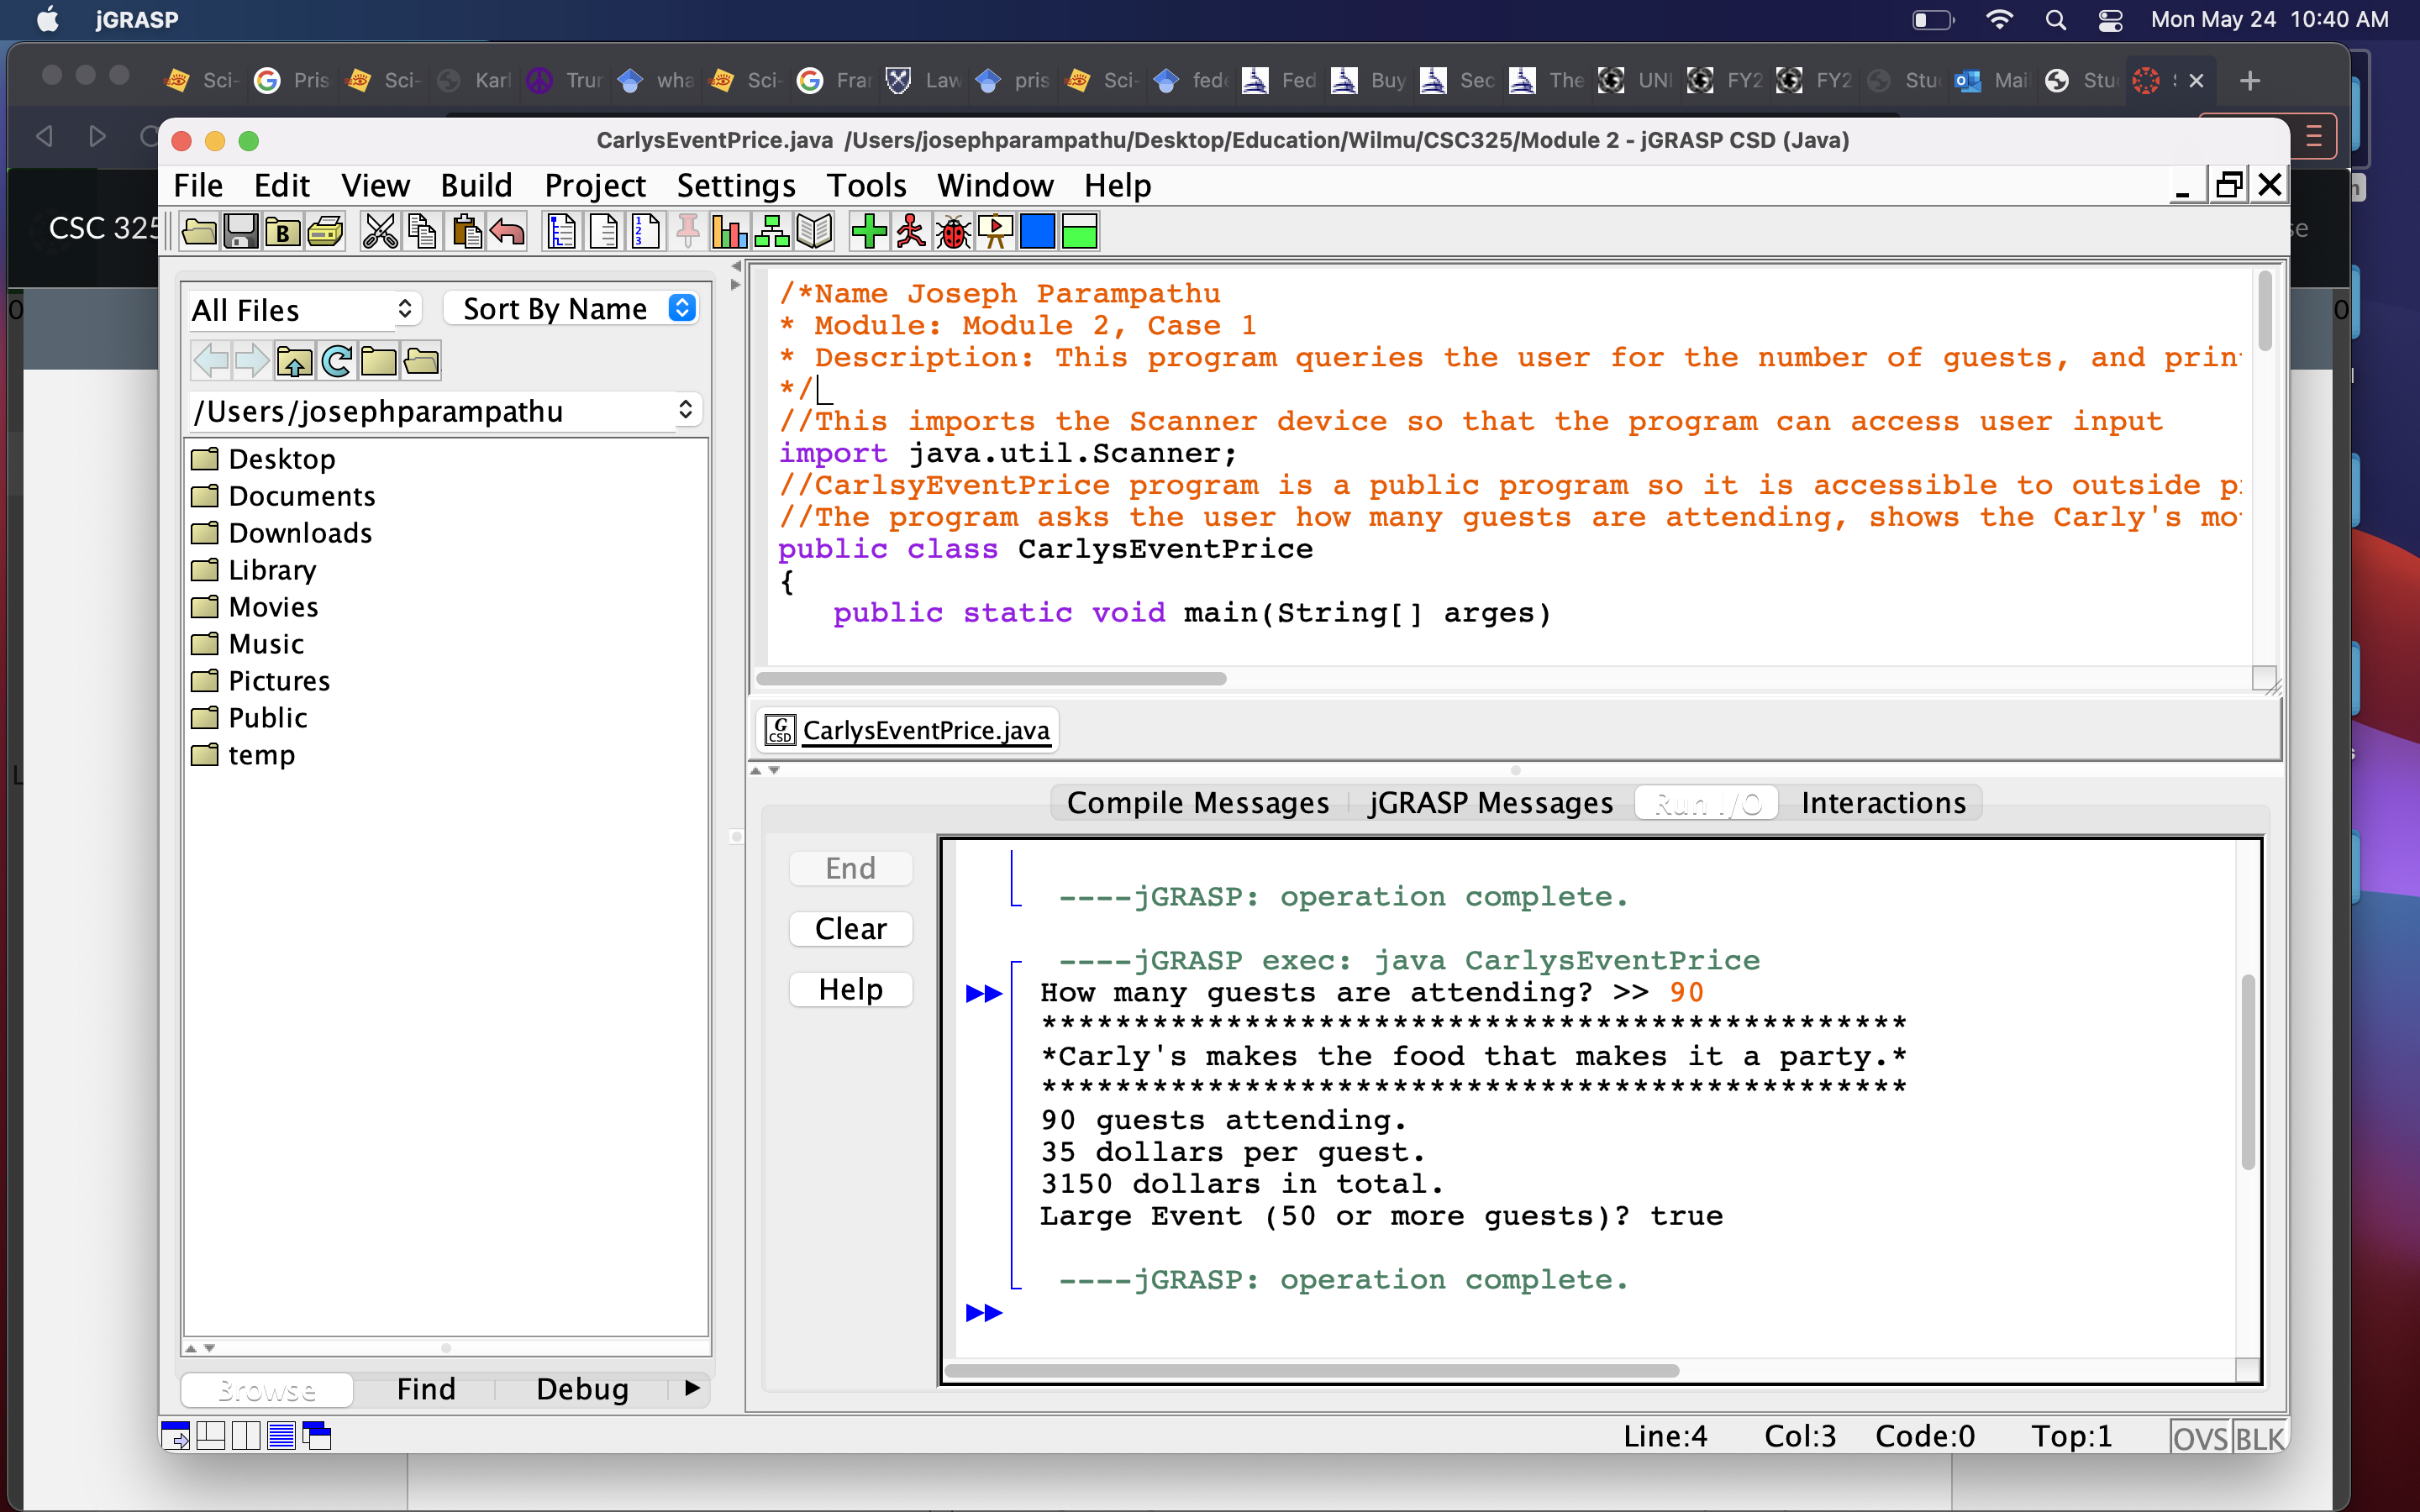 jGRASP
Mon May 24 10:40 AM
Sci-
Pris
Sci-
Karl
Trur
wha
Sci-
Frar
Law
pris
Sci-
fede
Fed
Buy
Sec
The
UNI
FY2
FY2
Stu
Mai
Stu
CarlysEventPrice.java /Users/josephparampathu/Desktop/Education/Wilmu/CSC325/Module 2 - jGRASP CSD (Java)
File Edit View Build Project Settings Tools Window Help
CSC 325
All Files
Sort By Name
/Users/josephparampathu
Desktop
Documents
Downloads
Library
Movies
Music
Pictures
Public
temp
Browse Find Debug
/*Name Joseph Parampathu
* Module: Module 2, Case 1
* Description: This program queries the user for the number of guests, and prin
*/
//This imports the Scanner device so that the program can access user input
import java.util.Scanner;
//CarlsyEventPrice program is a public program so it is accessible to outside p
//The program asks the user how many guests are attending, shows the Carly's mo
public class CarlysEventPrice
{
public static void main(String[] arges)
CSD
CarlysEventPrice.java
Compile Messages jGRASP Messages Run I/O Interactions
End
Clear
Help
----jGRASP: operation complete.
----jGRASP exec: java CarlysEventPrice
How many guests are attending? >> 90
***********************************************
*Carly's makes the food that makes it a party.*
***********************************************
90 guests attending.
35 dollars per guest.
3150 dollars in total.
Large Event (50 or more guests)? true
----jGRASP: operation complete.
Line:4 Col:3 Code:0 Top:1 OVS BLK